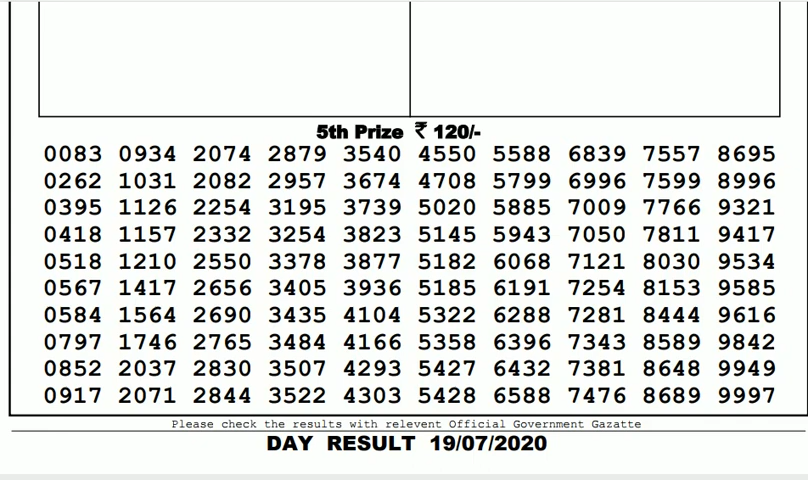 5th Prize ₹ 120/-
0083 0934 2074 2879 3540 4550 5588 6839 7557 8695
0262 1031 2082 2957 3674 4708 5799 6996 7599 8996
0395 1126 2254 3195 3739 5020 5885 7009 7766 9321
0418 1157 2332 3254 3823 5145 5943 7050 7811 9417
0518 1210 2550 3378 3877 5182 6068 7121 8030 9534
0567 1417 2656 3405 3936 5185 6191 7254 8153 9585
0584 1564 2690 3435 4104 5322 6288 7281 8444 9616
0797 1746 2765 3484 4166 5358 6396 7343 8589 9842
0852 2037 2830 3507 4293 5427 6432 7381 8648 9949
0917 2071 2844 3522 4303 5428 6588 7476 8689 9997
Please check the results with relevent Official Government Gazatte
DAY RESULT 19/07/2020